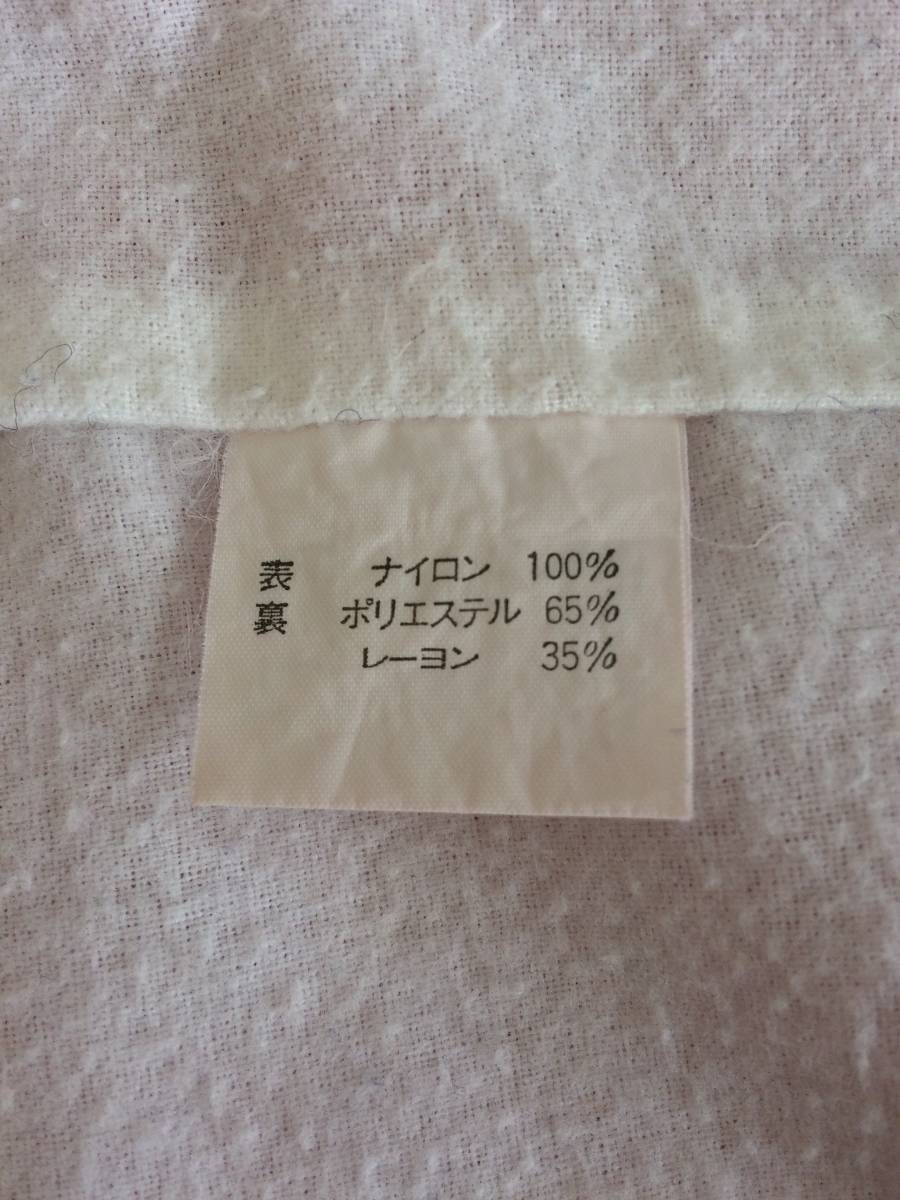 表 ナイロン 100%
裏 ポリエステル 65%
レーヨン 35%